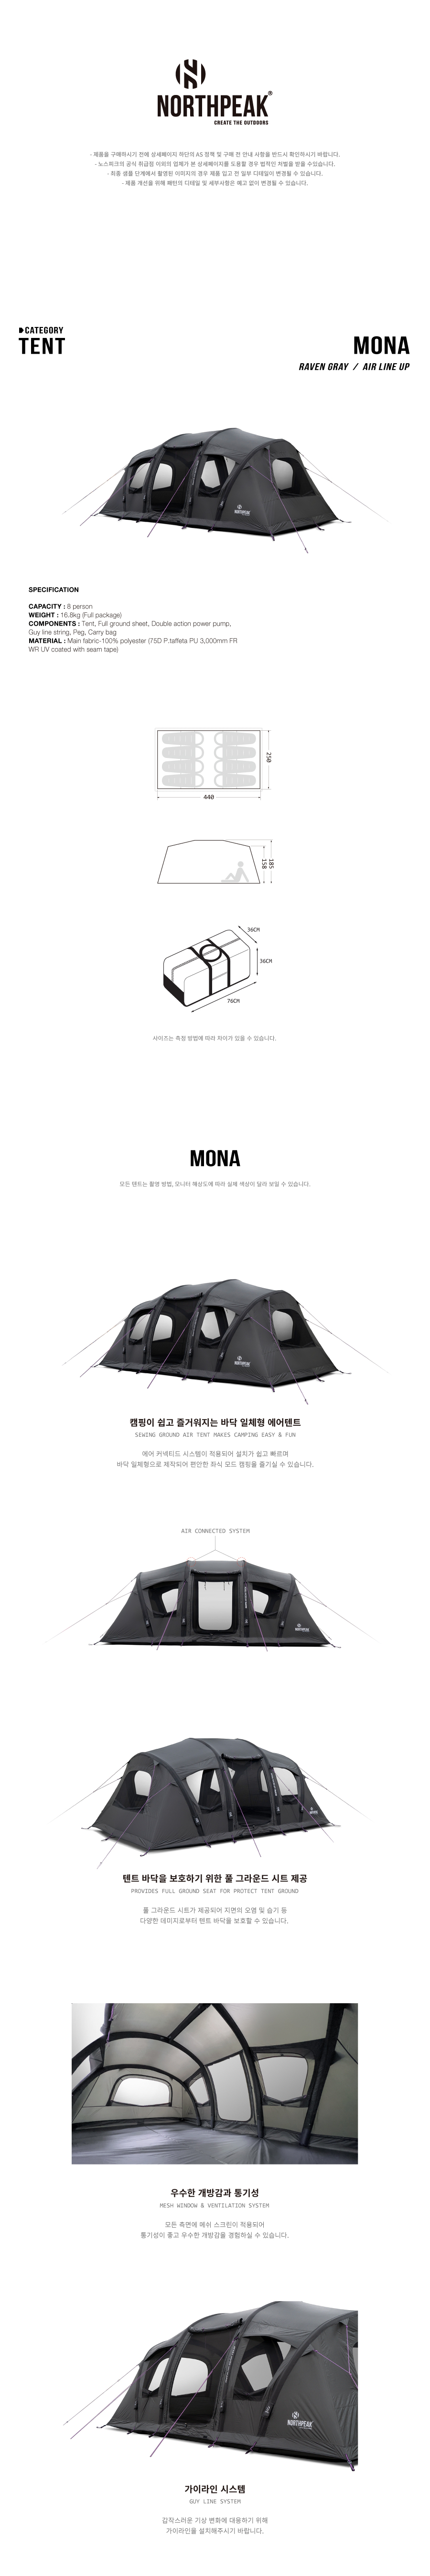 NORTHPEAK®
CREATE THE OUTDOORS
- 제품을 구매하시기 전에 상세페이지 하단의 AS 정책 및 구매 전 안내 사항을 반드시 확인하시기 바랍니다.
- 노스피크의 공식 취급점 이외의 업체가 본 상세페이지를 도용할 경우 법적인 처벌을 받을 수있습니다.
- 최종 샘플 단계에서 촬영된 이미지의 경우 제품 입고 전 일부 디테일이 변경될 수 있습니다.
- 제품 개선을 위해 패턴의 디테일 및 세부사항은 예고 없이 변경될 수 있습니다.
CATEGORY
TENT
MONA
RAVEN GRAY / AIR LINE UP
NORTHPEAK
SPECIFICATION
CAPACITY : 8 person
WEIGHT : 16.8kg (Full package)
COMPONENTS : Tent, Full ground sheet, Double action power pump,
Guy line string, Peg, Carry bag
MATERIAL : Main fabric-100% polyester (75D P.taffeta PU 3,000mm FR
WR UV coated with seam tape)
250
440
158
185
36CM
36CM
76CM
사이즈는 측정 방법에 따라 차이가 있을 수 있습니다.
MONA
모든 텐트는 촬영 방법, 모니터 해상도에 따라 실제 색상이 달라 보일 수 있습니다.
NORTHPEAK
캠핑이 쉽고 즐거워지는 바닥 일체형 에어텐트
SEWING GROUND AIR TENT MAKES CAMPING EASY & FUN
에어 커넥티드 시스템이 적용되어 설치가 쉽고 빠르며
바닥 일체형으로 제작되어 편안한 좌식 모드 캠핑을 즐기실 수 있습니다.
AIR CONNECTED SYSTEM
NORTHPEAK
텐트 바닥을 보호하기 위한 풀 그라운드 시트 제공
PROVIDES FULL GROUND SEAT FOR PROTECT TENT GROUND
풀 그라운드 시트가 제공되어 지면의 오염 및 습기 등
다양한 데미지로부터 텐트 바닥을 보호할 수 있습니다.
우수한 개방감과 통기성
MESH WINDOW & VENTILATION SYSTEM
모든 측면에 메쉬 스크린이 적용되어
통기성이 좋고 우수한 개방감을 경험하실 수 있습니다.
NORTHPEAK
가이라인 시스템
GUY LINE SYSTEM
갑작스러운 기상 변화에 대응하기 위해
가이라인을 설치해주시기 바랍니다.